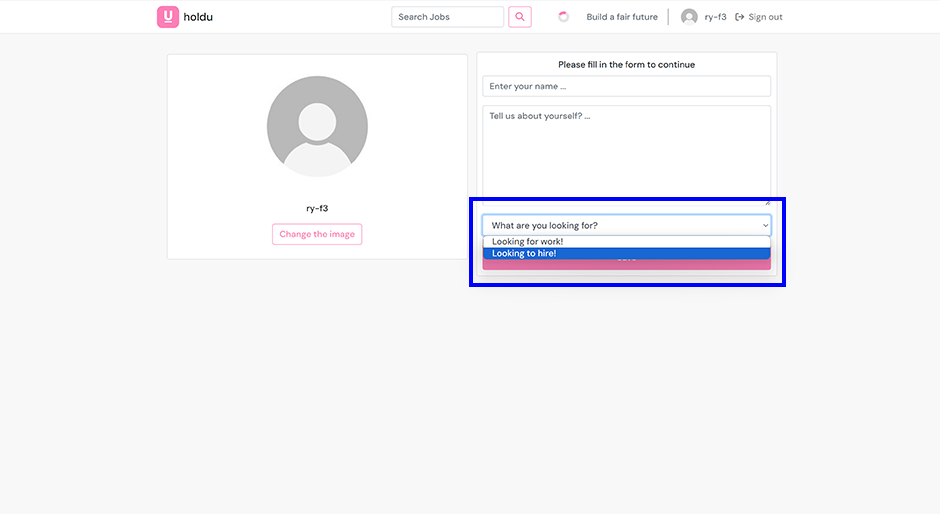 holdu
Search Jobs
Build a fair future
ry-f3
Sign out
Please fill in the form to continue
Enter your name ...
Tell us about yourself? ...
ry-f3
Change the image
What are you looking for?
Looking for work!
Looking to hire!